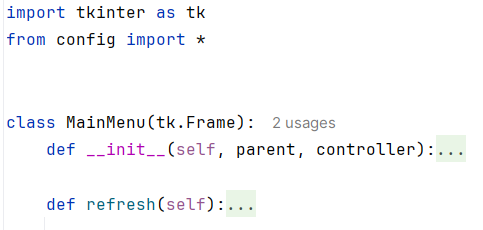 import tkinter as tk
from config import *
class MainMenu(tk.Frame): 2 usages
    def __init__(self, parent, controller):...
    def refresh(self):...